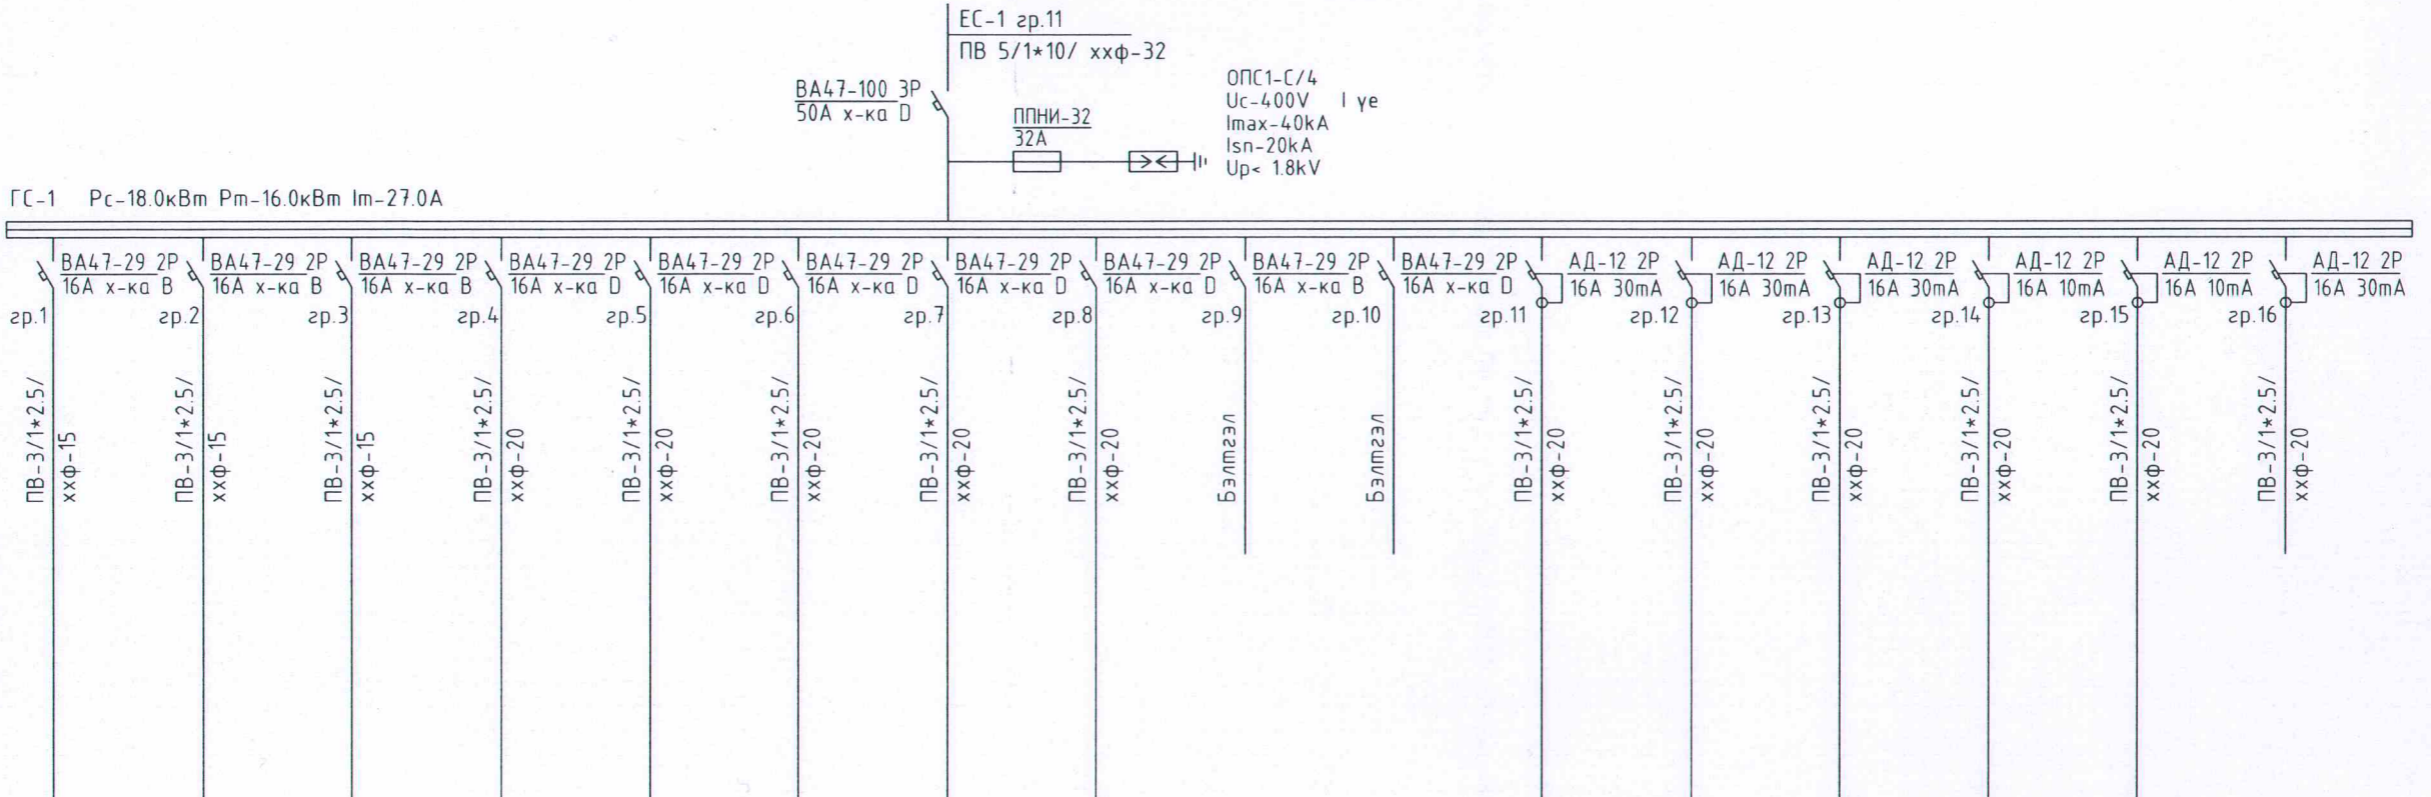 ЕС-1 гр.11
ПВ 5/1*10/ ххф-32
ВА47-100 3Р
50А х-ка D
ППНИ-32
32А
ОПС1-С/4
Uc-400V I үе
Imax-40kA
Isn-20kA
Up< 1.8kV
ГС-1 Рс-18.0кВт Рт-16.0кВт Iт-27.0А
ВА47-29 2Р
16А х-ка В
гр.1
ПВ-3/1*2.5/
ххф-15
ВА47-29 2Р
16А х-ка В
гр.2
ПВ-3/1*2.5/
ххф-15
ВА47-29 2Р
16А х-ка В
гр.3
ПВ-3/1*2.5/
ххф-15
ВА47-29 2Р
16А х-ка D
гр.4
ПВ-3/1*2.5/
ххф-20
ВА47-29 2Р
16А х-ка D
гр.5
ПВ-3/1*2.5/
ххф-20
ВА47-29 2Р
16А х-ка D
гр.6
ПВ-3/1*2.5/
ххф-20
ВА47-29 2Р
16А х-ка D
гр.7
ПВ-3/1*2.5/
ххф-20
ВА47-29 2Р
16А х-ка D
гр.8
ПВ-3/1*2.5/
ххф-20
ВА47-29 2Р
16А х-ка В
гр.9
Бэлтгэл
ВА47-29 2Р
16А х-ка D
гр.10
Бэлтгэл
АД-12 2Р
16А 30mA
гр.11
ПВ-3/1*2.5/
ххф-20
АД-12 2Р
16А 30mA
гр.12
ПВ-3/1*2.5/
ххф-20
АД-12 2Р
16А 30mA
гр.13
ПВ-3/1*2.5/
ххф-20
АД-12 2Р
16А 10mA
гр.14
ПВ-3/1*2.5/
ххф-20
АД-12 2Р
16А 10mA
гр.15
ПВ-3/1*2.5/
ххф-20
АД-12 2Р
16А 30mA
гр.16
ПВ-3/1*2.5/
ххф-20